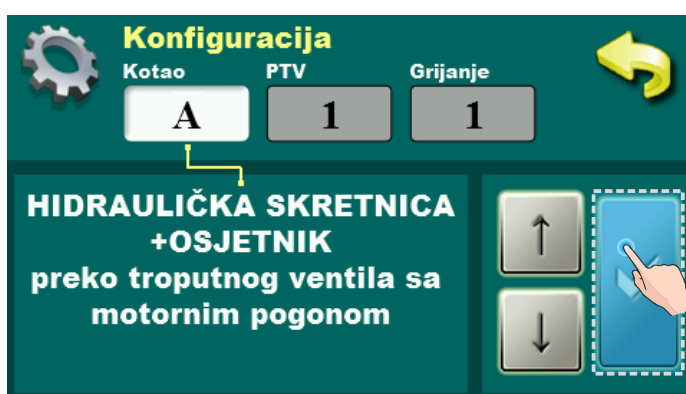 Konfiguracija
Kotao PTV Grijanje
A 1 1
HIDRAULIČKA SKRETNICA
+OSJETNIK
preko troputnog ventila sa
motornim pogonom